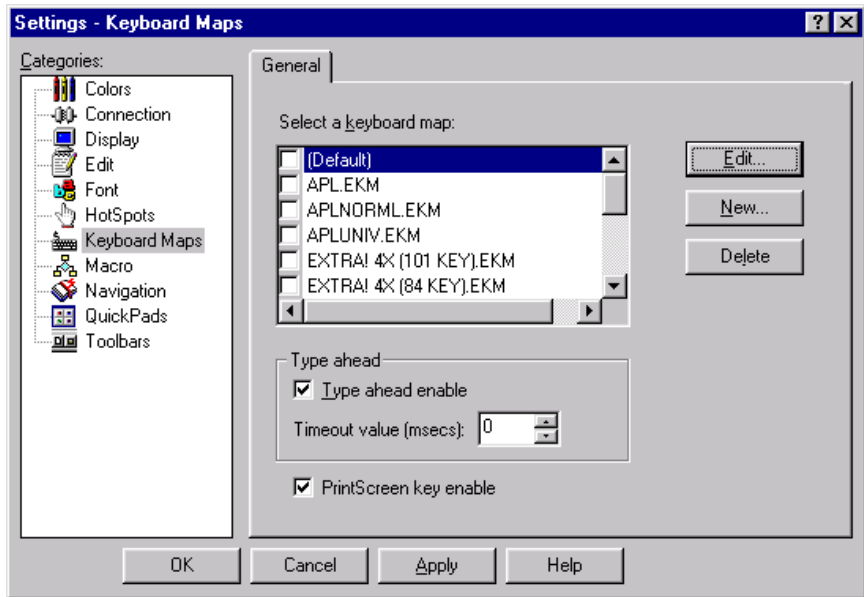 Settings - Keyboard Maps
Categories:
Colors
Connection
Display
Edit
Font
HotSpots
Keyboard Maps
Macro
Navigation
QuickPads
Toolbars
General
Select a keyboard map:
(Default)
APL.EKM
APLNORML.EKM
APLUNIV.EKM
EXTRA! 4X (101 KEY).EKM
EXTRA! 4X (84 KEY).EKM
Edit...
New...
Delete
Type ahead
Type ahead enable
Timeout value (msecs): 0
PrintScreen key enable
OK Cancel Apply Help